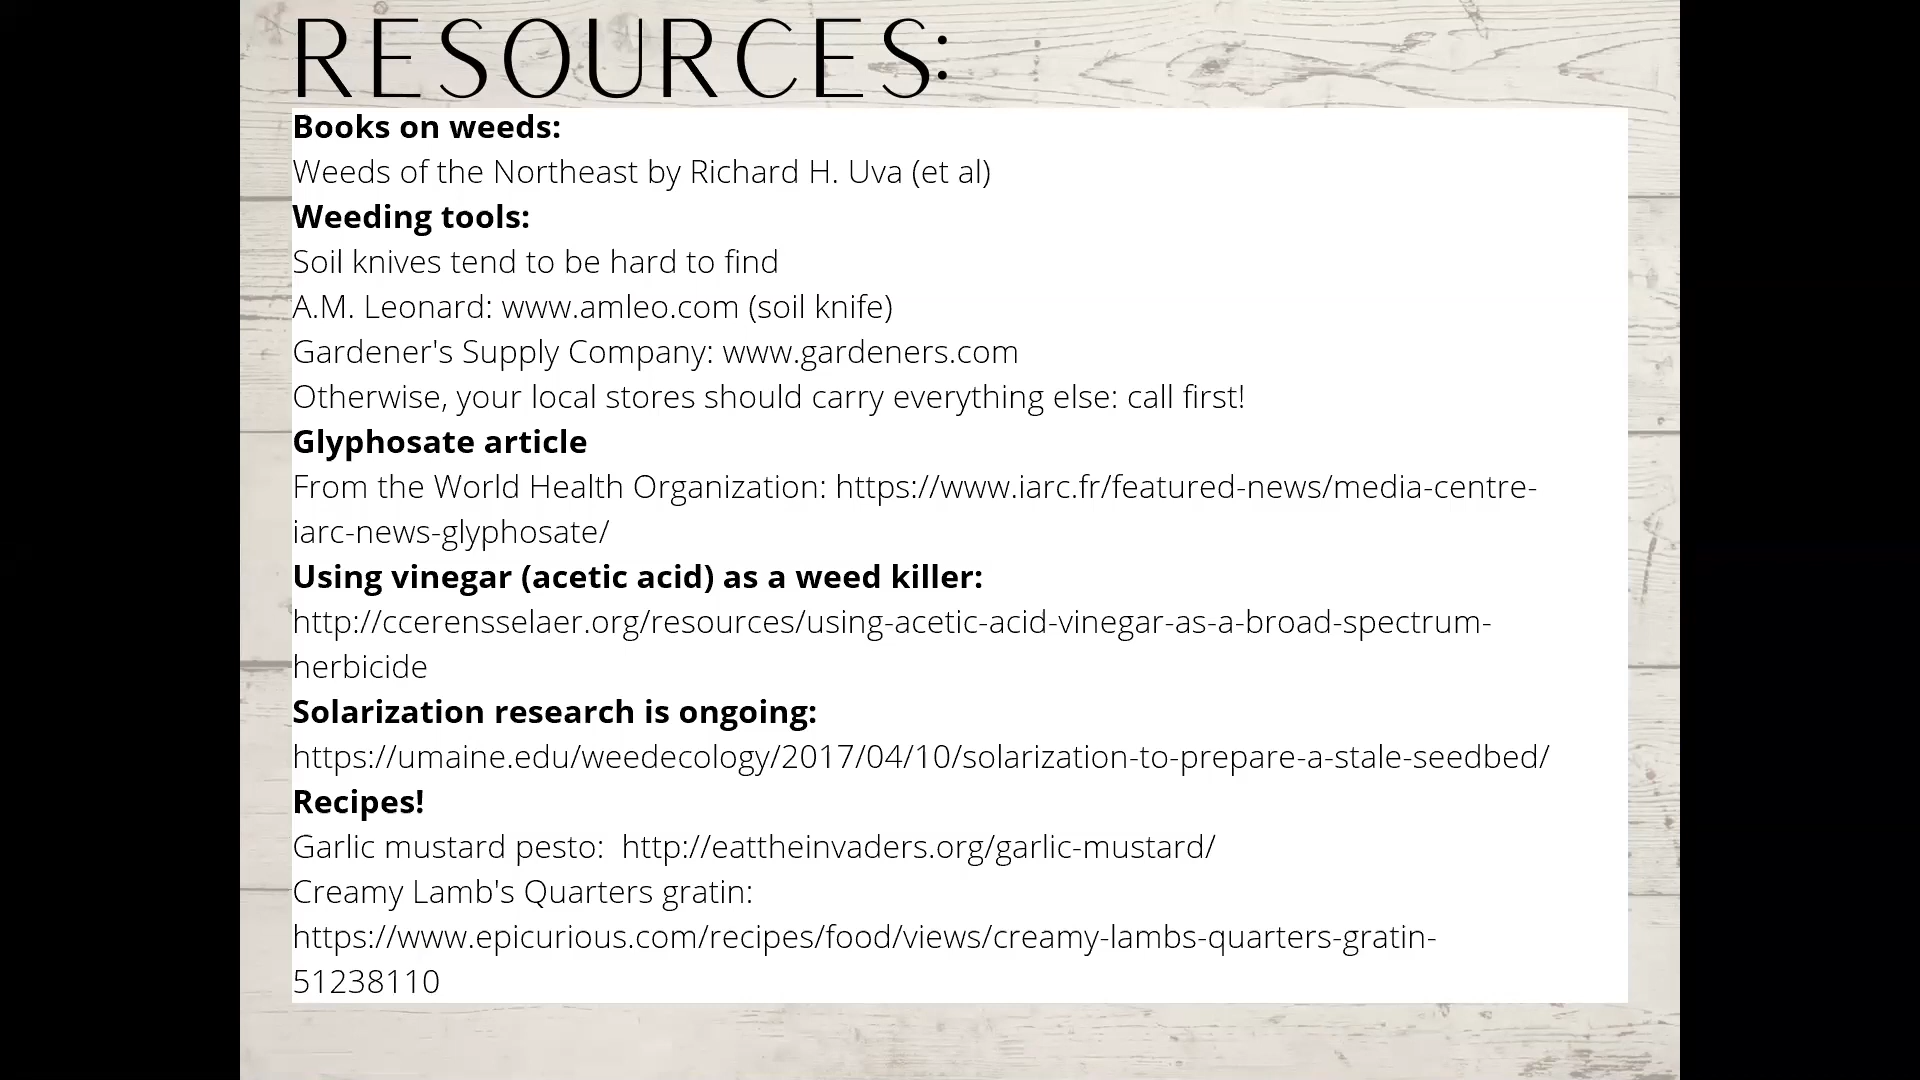 RESOURCES:
Books on weeds:
Weeds of the Northeast by Richard H. Uva (et al)
Weeding tools:
Soil knives tend to be hard to find
A.M. Leonard: www.amleo.com (soil knife)
Gardener's Supply Company: www.gardeners.com
Otherwise, your local stores should carry everything else: call first!
Glyphosate article
From the World Health Organization: https://www.iarc.fr/featured-news/media-centre-
iarc-news-glyphosate/
Using vinegar (acetic acid) as a weed killer:
http://ccerensselaer.org/resources/using-acetic-acid-vinegar-as-a-broad-spectrum-
herbicide
Solarization research is ongoing:
https://umaine.edu/weedecology/2017/04/10/solarization-to-prepare-a-stale-seedbed/
Recipes!
Garlic mustard pesto:  http://eattheinvaders.org/garlic-mustard/
Creamy Lamb's Quarters gratin:
https://www.epicurious.com/recipes/food/views/creamy-lambs-quarters-gratin-
51238110